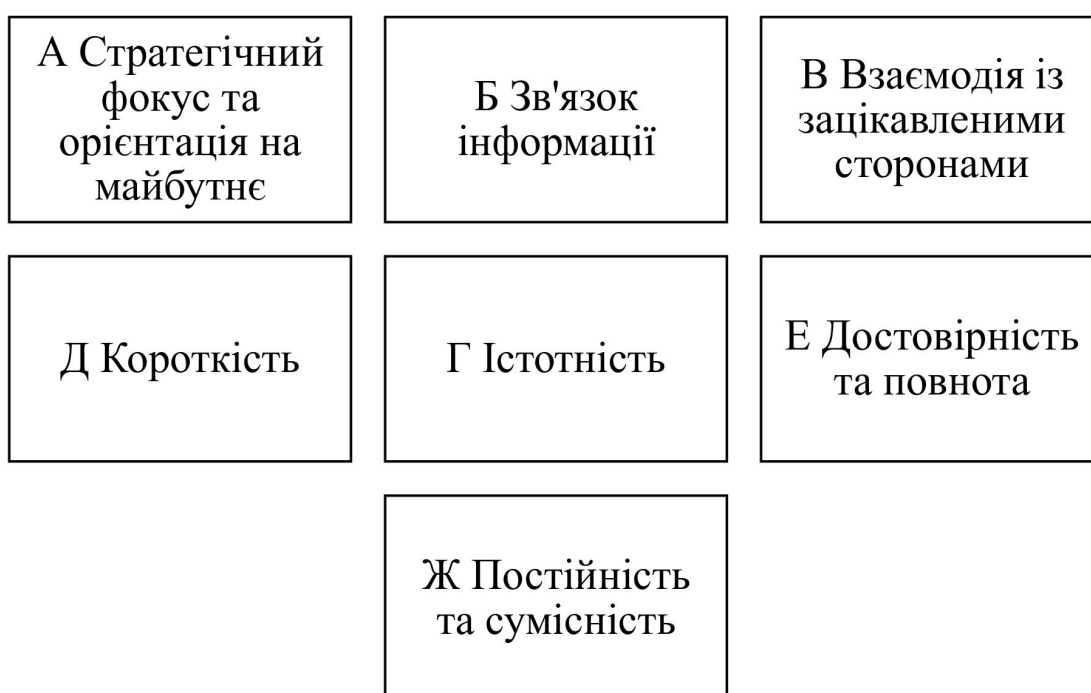 А Стратегічний
фокус та
орієнтація на
майбутнє
Б Зв'язок
інформації
В Взаємодія із
зацікавленими
сторонами
Д Короткість
Г Істотність
Е Достовірність
та повнота
Ж Постійність
та сумісність